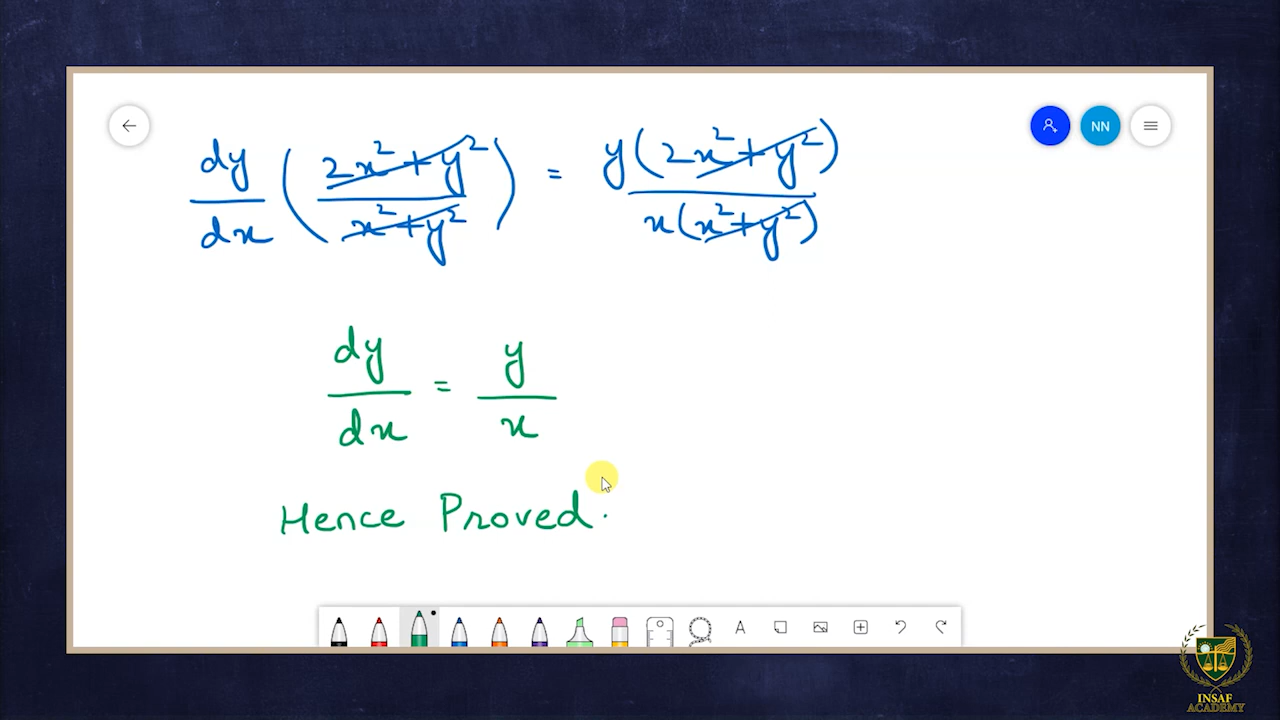 dy/dx ( 2x² + y² / x² + y² ) = y ( 2x² + y² ) / x ( x² + y² )
dy/dx = y/x
Hence Proved.
NN
A
INSAF
ACADEMY